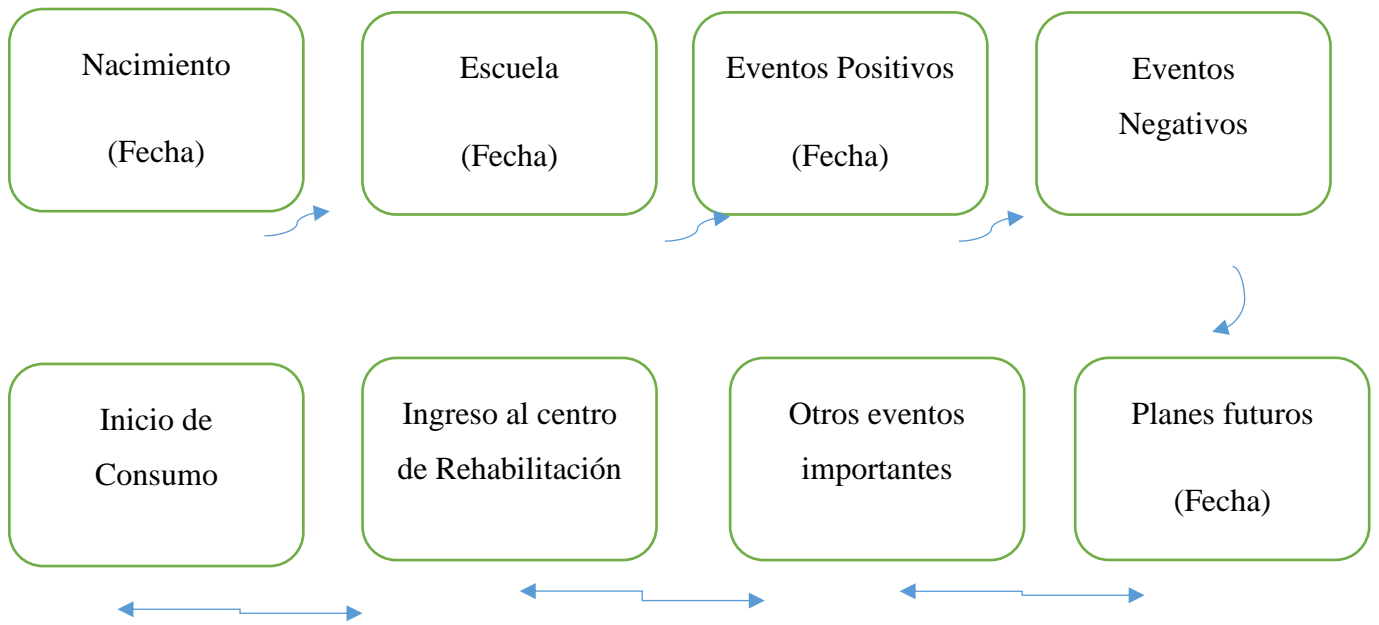 Nacimiento
(Fecha)
Escuela
(Fecha)
Eventos Positivos
(Fecha)
Eventos
Negativos
Inicio de
Consumo
Ingreso al centro
de Rehabilitación
Otros eventos
importantes
Planes futuros
(Fecha)